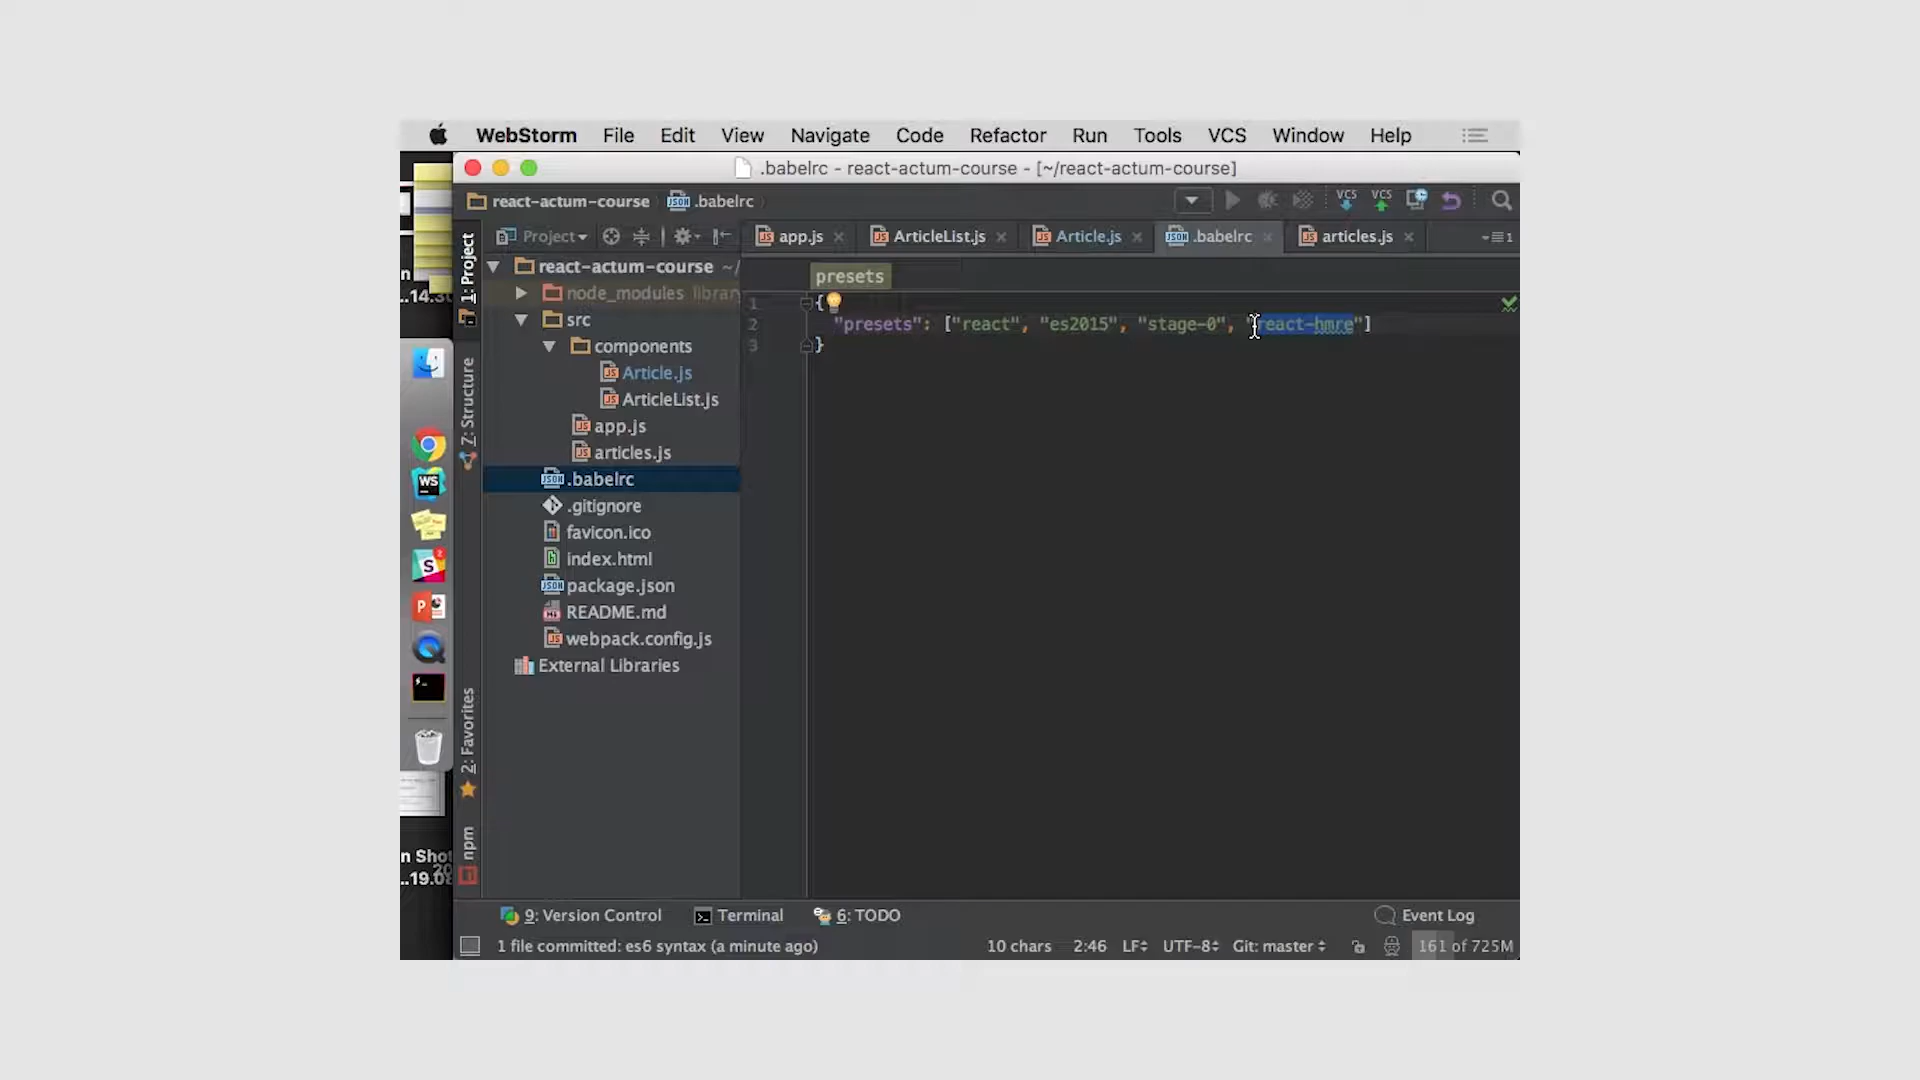 WebStorm File Edit View Navigate Code Refactor Run Tools VCS Window Help
.babelrc - react-actum-course - [~/react-actum-course]
react-actum-course .babelrc
VCS VCS
Project
app.js ArticleList.js Article.js .babelrc articles.js
1
1: Project
7: Structure
2: Favorites
npm
react-actum-course ~/
node_modules
src
components
Article.js
ArticleList.js
app.js
articles.js
.babelrc
.gitignore
favicon.ico
index.html
package.json
README.md
webpack.config.js
External Libraries
presets
1 {
2 "presets": ["react", "es2015", "stage-0", "react-hmre"]
3 }
WS
S
2
9: Version Control Terminal 6: TODO Event Log
1 file committed: es6 syntax (a minute ago) 10 chars 2:46 LF UTF-8 Git: master 161 of 725M